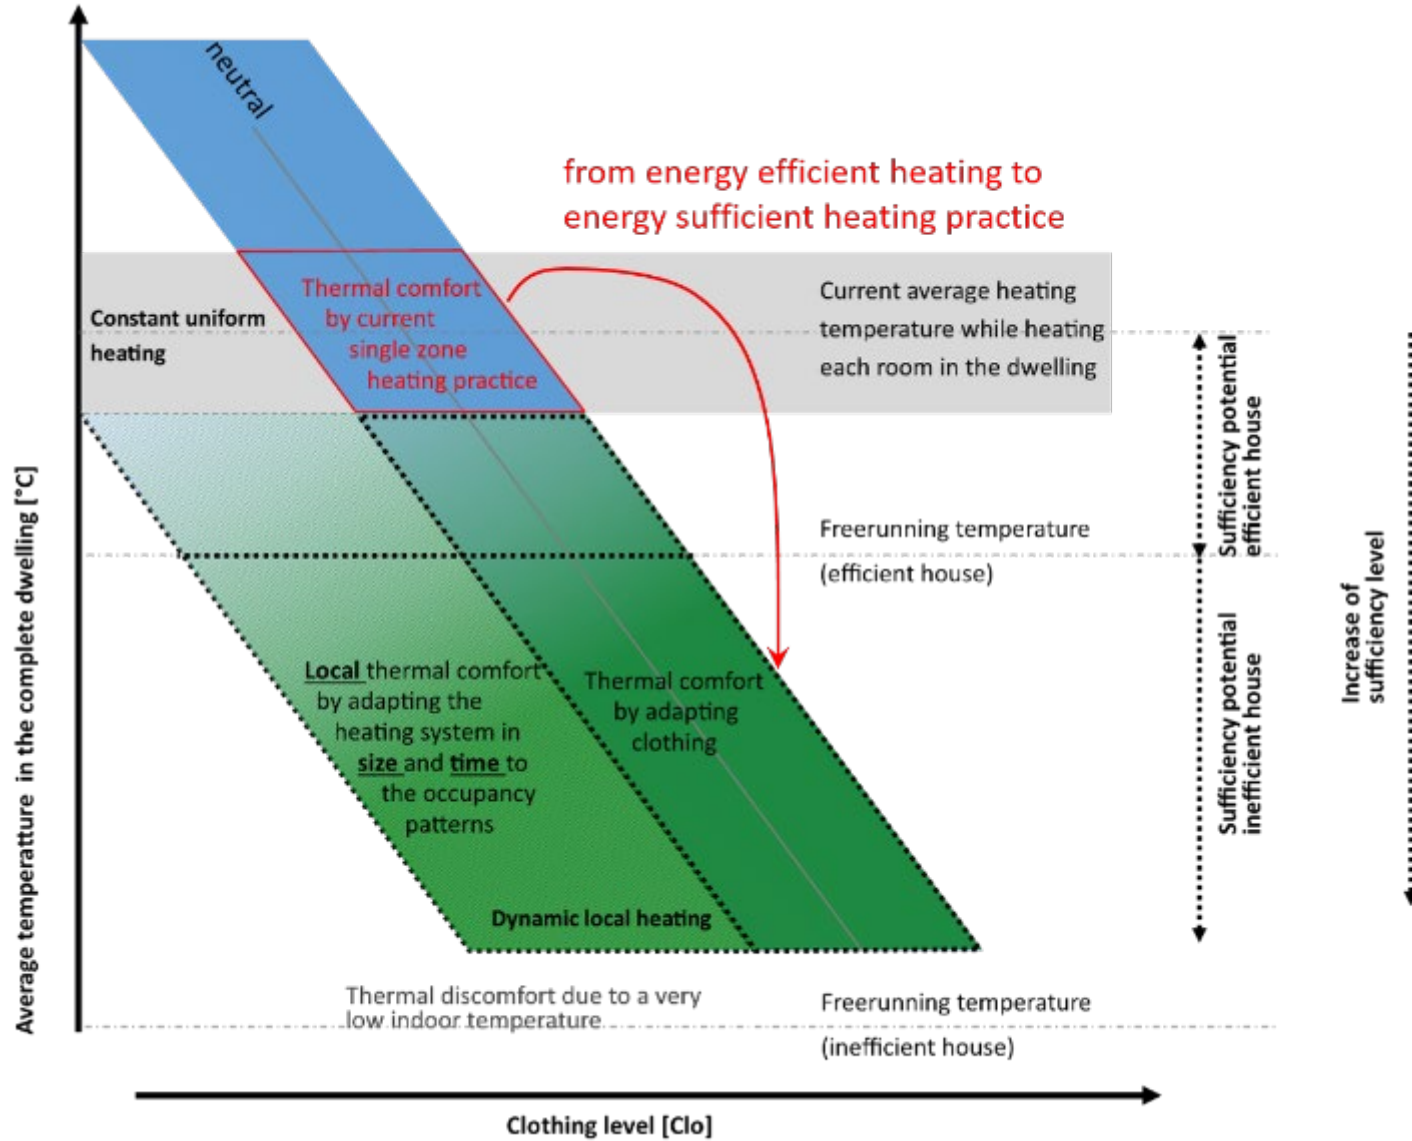 neutral
from energy efficient heating to
energy sufficient heating practice
Constant uniform
heating
Thermal comfort
by current
single zone
heating practice
Current average heating
temperature while heating
each room in the dwelling
Sufficiency potential
efficient house
Freerunning temperature
(efficient house)
Average temperatture in the complete dwelling [°C]
Increase of
sufficiency level
Local thermal comfort
by adapting the
heating system in
size and time to
the occupancy
patterns
Thermal comfort
by adapting
clothing
Sufficiency potential
inefficient house
Dynamic local heating
Thermal discomfort due to a very
low indoor temperature
Freerunning temperature
(inefficient house)
Clothing level [Clo]